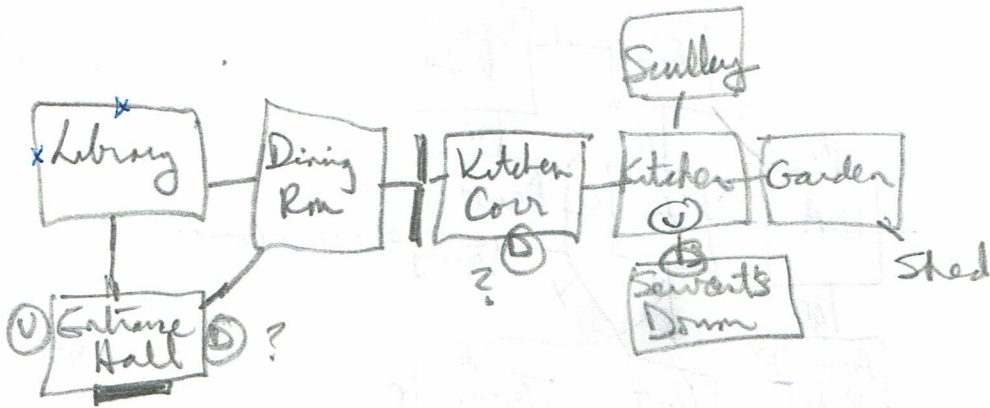 Scullery
Library
Dining
Rm
Kitchen
Corr
Kitchen
Garden
U
D
?
D
Servants
Dorm
Shed
U
Entrance
Hall
D
?